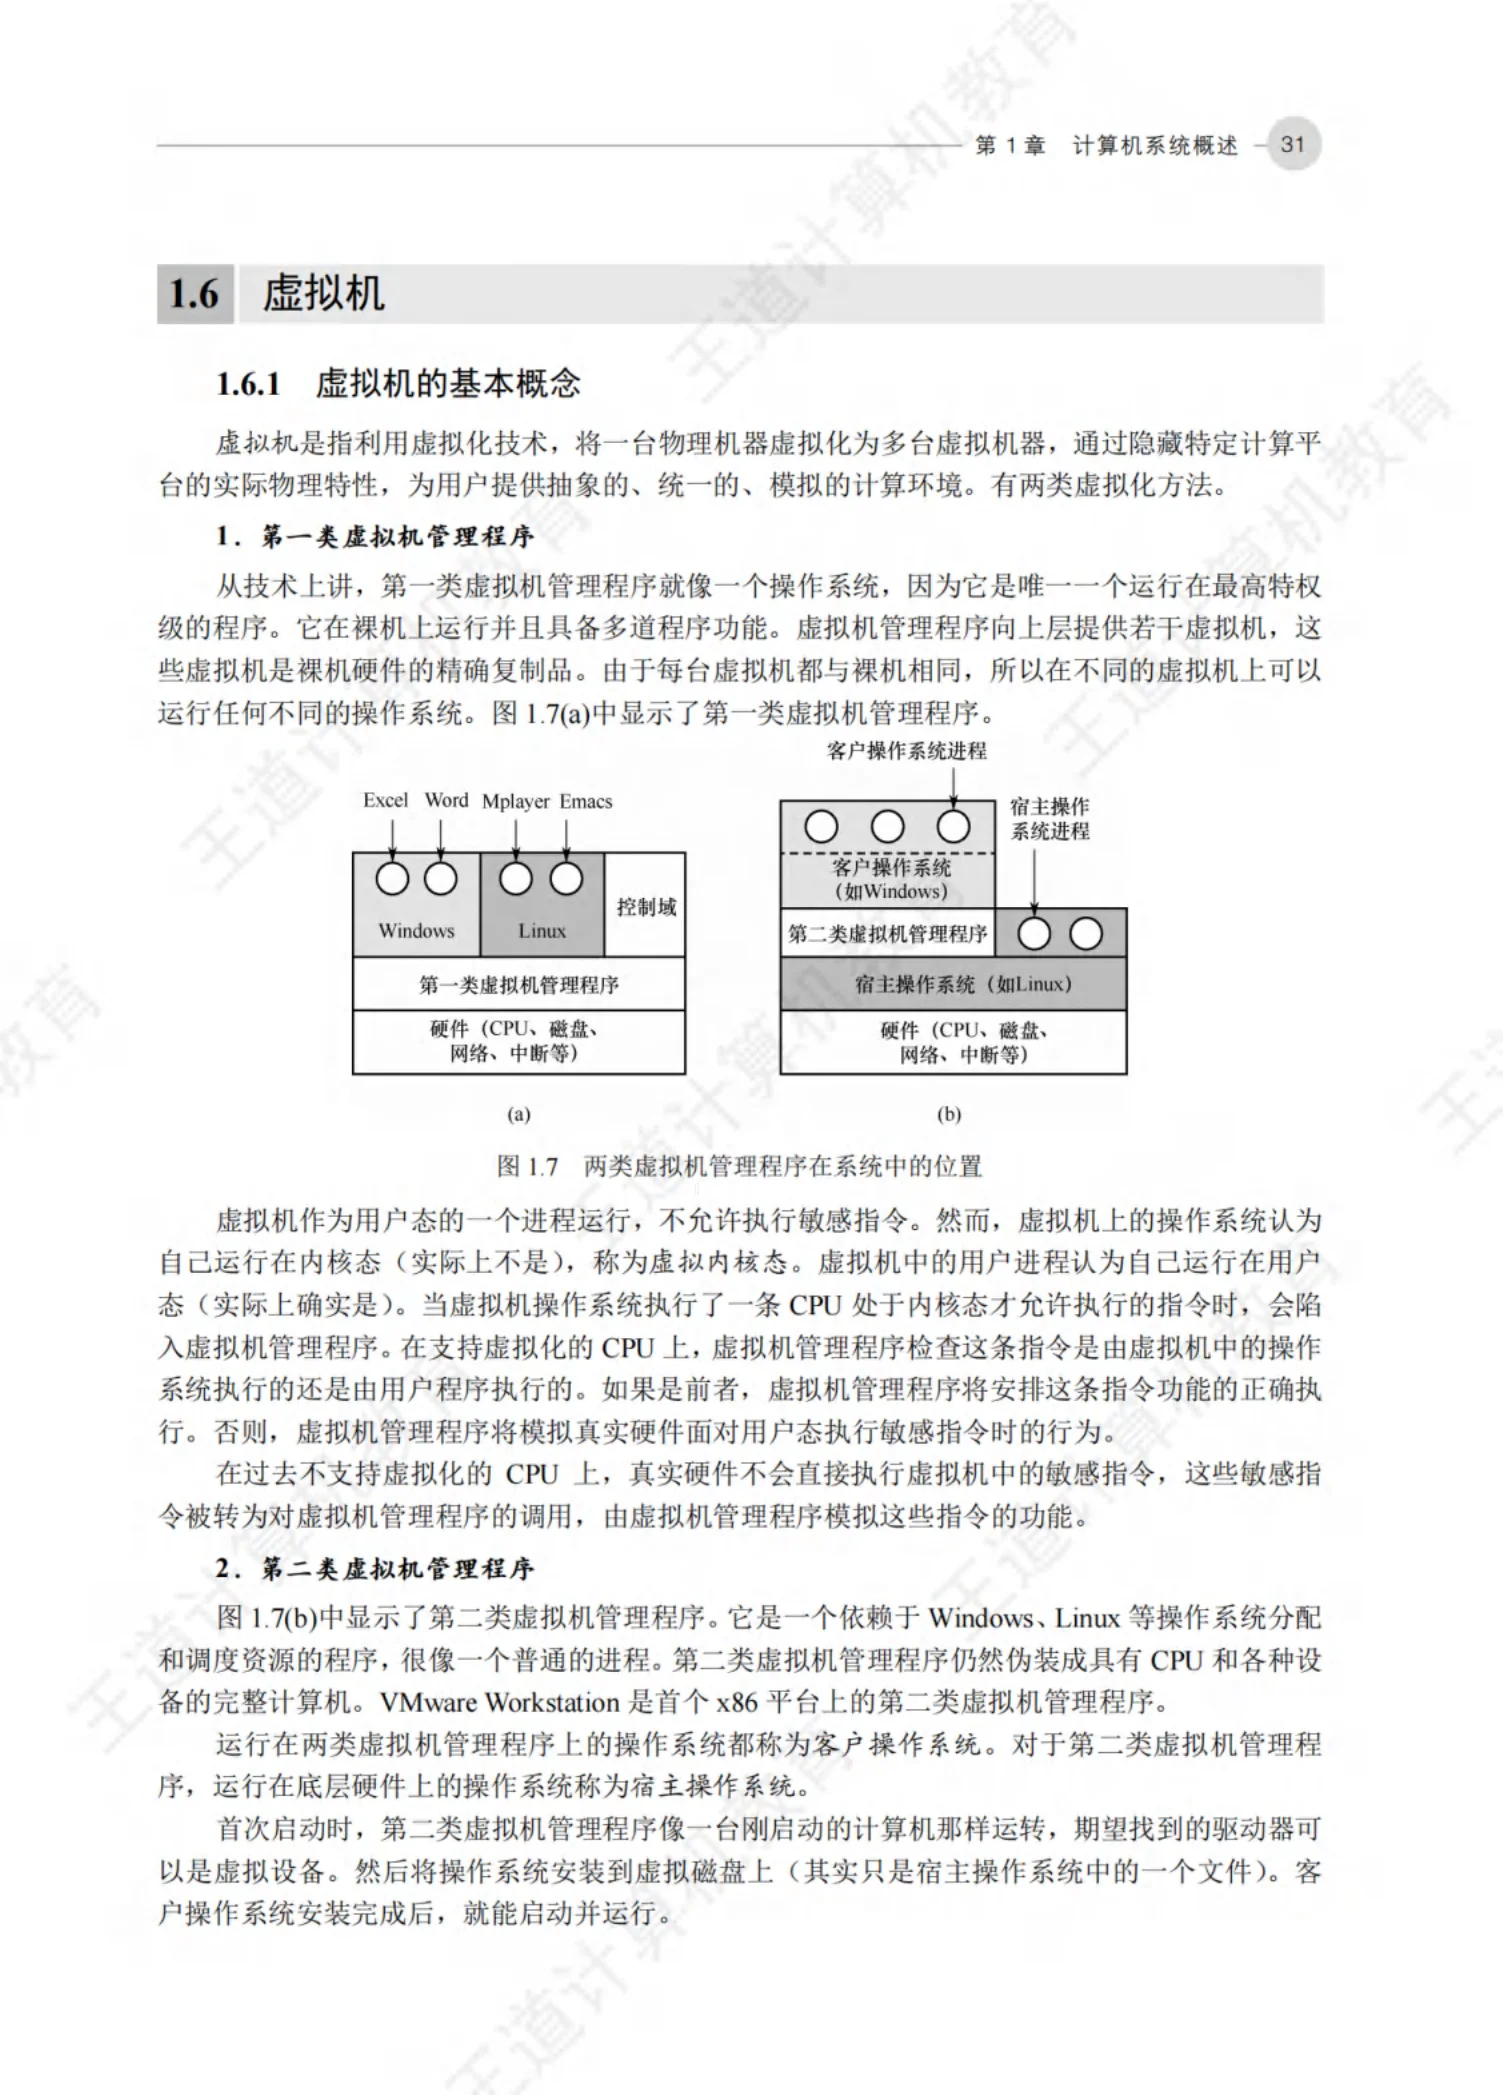 第 1 章 计算机系统概述 31
1.6 虚拟机
1.6.1 虚拟机的基本概念
虚拟机是指利用虚拟化技术，将一台物理机器虚拟化为多台虚拟机器，通过隐藏特定计算平
台的实际物理特性，为用户提供抽象的、统一的、模拟的计算环境。有两类虚拟化方法。
1．第一类虚拟机管理程序
从技术上讲，第一类虚拟机管理程序就像一个操作系统，因为它是唯一一个运行在最高特权
级的程序。它在裸机上运行并且具备多道程序功能。虚拟机管理程序向上层提供若干虚拟机，这
些虚拟机是裸机硬件的精确复制品。由于每台虚拟机都与裸机相同，所以在不同的虚拟机上可以
运行任何不同的操作系统。图 1.7(a)中显示了第一类虚拟机管理程序。
Excel Word Mplayer Emacs
Windows
Linux
控制域
第一类虚拟机管理程序
硬件（CPU、磁盘、
网络、中断等）
(a)
客户操作系统进程
宿主操作
系统进程
客户操作系统
（如Windows）
第二类虚拟机管理程序
宿主操作系统（如Linux）
硬件（CPU、磁盘、
网络、中断等）
(b)
图 1.7 两类虚拟机管理程序在系统中的位置
虚拟机作为用户态的一个进程运行，不允许执行敏感指令。然而，虚拟机上的操作系统认为
自己运行在内核态（实际上不是），称为虚拟内核态。虚拟机中的用户进程认为自己运行在用户
态（实际上确实是）。当虚拟机操作系统执行了一条 CPU 处于内核态才允许执行的指令时，会陷
入虚拟机管理程序。在支持虚拟化的 CPU 上，虚拟机管理程序检查这条指令是由虚拟机中的操作
系统执行的还是由用户程序执行的。如果是前者，虚拟机管理程序将安排这条指令功能的正确执
行。否则，虚拟机管理程序将模拟真实硬件面对用户态执行敏感指令时的行为。
在过去不支持虚拟化的 CPU 上，真实硬件不会直接执行虚拟机中的敏感指令，这些敏感指
令被转为对虚拟机管理程序的调用，由虚拟机管理程序模拟这些指令的功能。
2．第二类虚拟机管理程序
图 1.7(b)中显示了第二类虚拟机管理程序。它是一个依赖于 Windows、Linux 等操作系统分配
和调度资源的程序，很像一个普通的进程。第二类虚拟机管理程序仍然伪装成具有 CPU 和各种设
备的完整计算机。VMware Workstation 是首个 x86 平台上的第二类虚拟机管理程序。
运行在两类虚拟机管理程序上的操作系统都称为客户操作系统。对于第二类虚拟机管理程
序，运行在底层硬件上的操作系统称为宿主操作系统。
首次启动时，第二类虚拟机管理程序像一台刚启动的计算机那样运转，期望找到的驱动器可
以是虚拟设备。然后将操作系统安装到虚拟磁盘上（其实只是宿主操作系统中的一个文件）。客
户操作系统安装完成后，就能启动并运行。
王道计算机教育
王道计算机教育
王道计算机教育
王道计算机教育
王道计算机教育
王道计算机教育
王道计算机教育
教育
王道